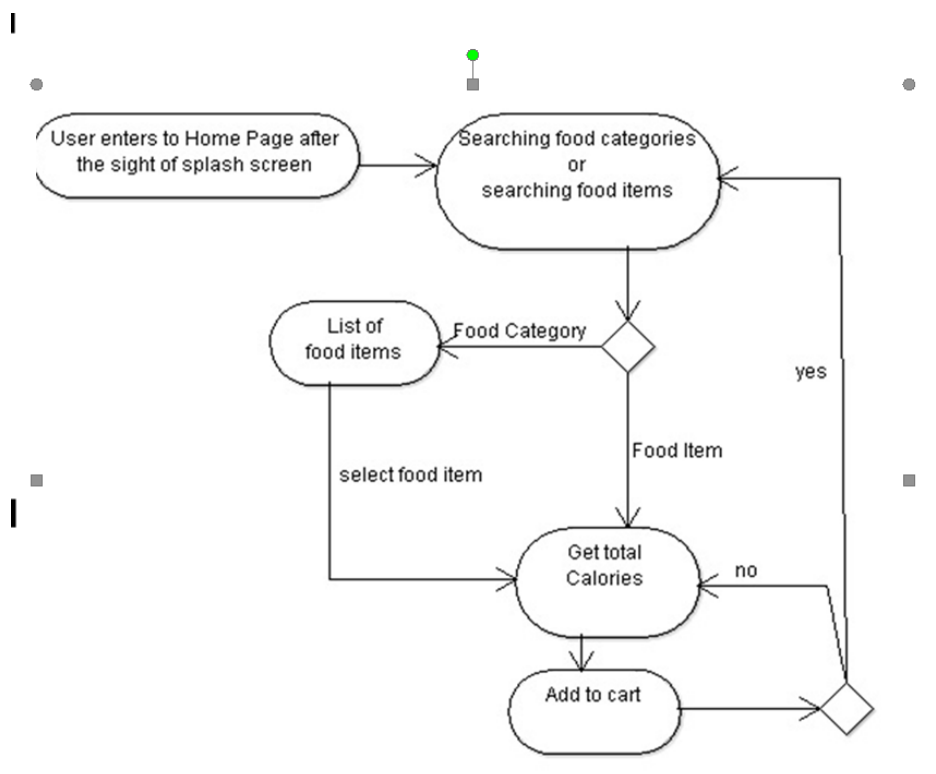 User enters to Home Page after
the sight of splash screen
Searching food categories
or
searching food items
List of
food items
Food Category
yes
Food Item
select food item
Get total
Calories
no
Add to cart